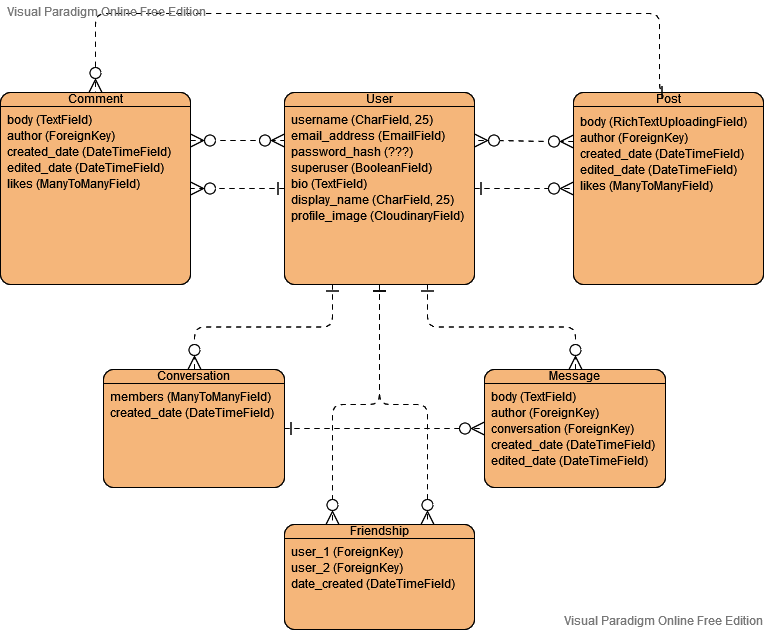 Visual Paradigm Online Free Edition
Comment
body (TextField)
author (ForeignKey)
created_date (DateTimeField)
edited_date (DateTimeField)
likes (ManyToManyField)
User
username (CharField, 25)
email_address (EmailField)
password_hash (???)
superuser (BooleanField)
bio (TextField)
display_name (CharField, 25)
profile_image (CloudinaryField)
Post
body (RichTextUploadingField)
author (ForeignKey)
created_date (DateTimeField)
edited_date (DateTimeField)
likes (ManyToManyField)
Conversation
members (ManyToManyField)
created_date (DateTimeField)
Message
body (TextField)
author (ForeignKey)
conversation (ForeignKey)
created_date (DateTimeField)
edited_date (DateTimeField)
Friendship
user_1 (ForeignKey)
user_2 (ForeignKey)
date_created (DateTimeField)
Visual Paradigm Online Free Edition